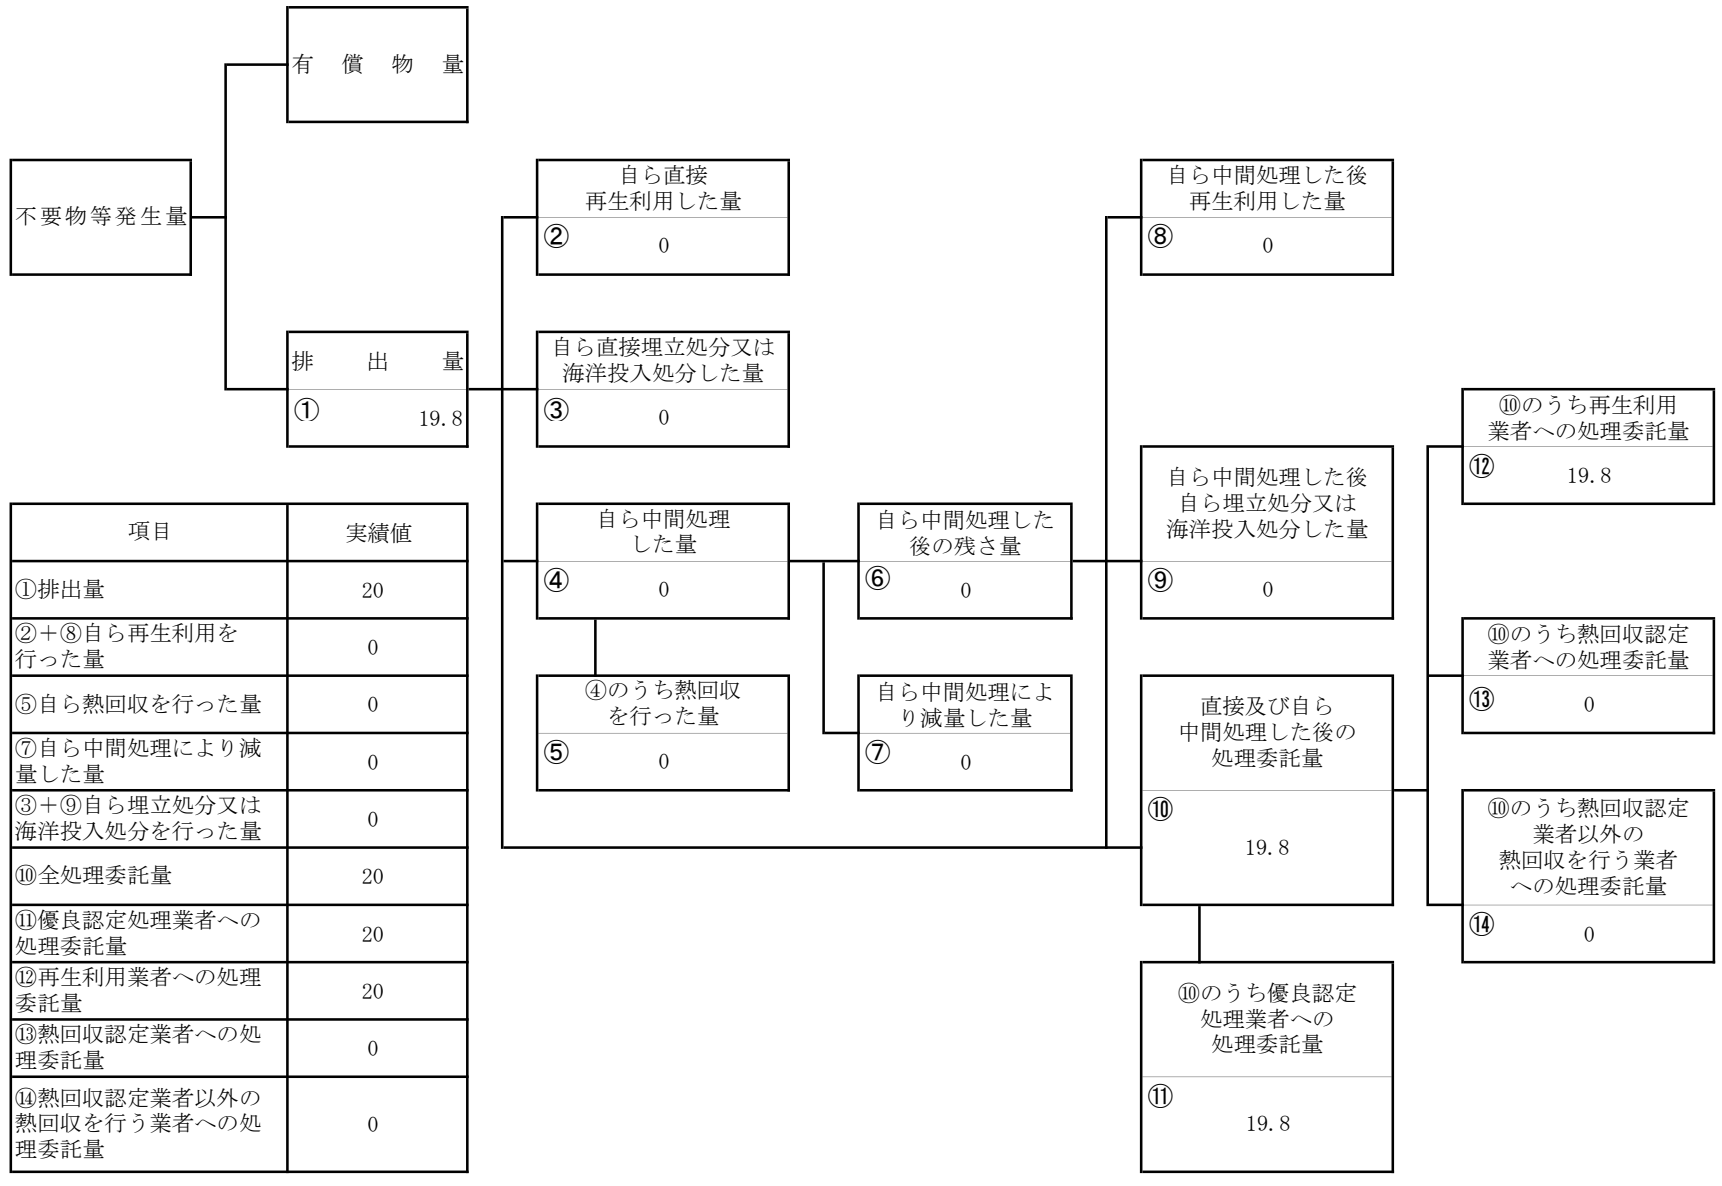 有償物量
不要物等発生量
排出量
①
19.8
自ら直接
再生利用した量
②
0
自ら直接埋立処分又は
海洋投入処分した量
③
0
自ら中間処理
した量
④
0
④のうち熱回収
を行った量
⑤
0
自ら中間処理した
後の残さ量
⑥
0
自ら中間処理によ
り減量した量
⑦
0
自ら中間処理した後
再生利用した量
⑧
0
自ら中間処理した後
自ら埋立処分又は
海洋投入処分した量
⑨
0
直接及び自ら
中間処理した後の
処理委託量
⑩
19.8
⑩のうち優良認定
処理業者への
処理委託量
⑪
19.8
⑩のうち再生利用
業者への処理委託量
⑫
19.8
⑩のうち熱回収認定
業者への処理委託量
⑬
0
⑩のうち熱回収認定
業者以外の
熱回収を行う業者
への処理委託量
⑭
0
項目 実績値
①排出量 20
②＋⑧自ら再生利用を
行った量 0
⑤自ら熱回収を行った量 0
⑦自ら中間処理により減
量した量 0
③＋⑨自ら埋立処分又は
海洋投入処分を行った量 0
⑩全処理委託量 20
⑪優良認定処理業者への
処理委託量 20
⑫再生利用業者への処理
委託量 20
⑬熱回収認定業者への処
理委託量 0
⑭熱回収認定業者以外の
熱回収を行う業者への処
理委託量 0